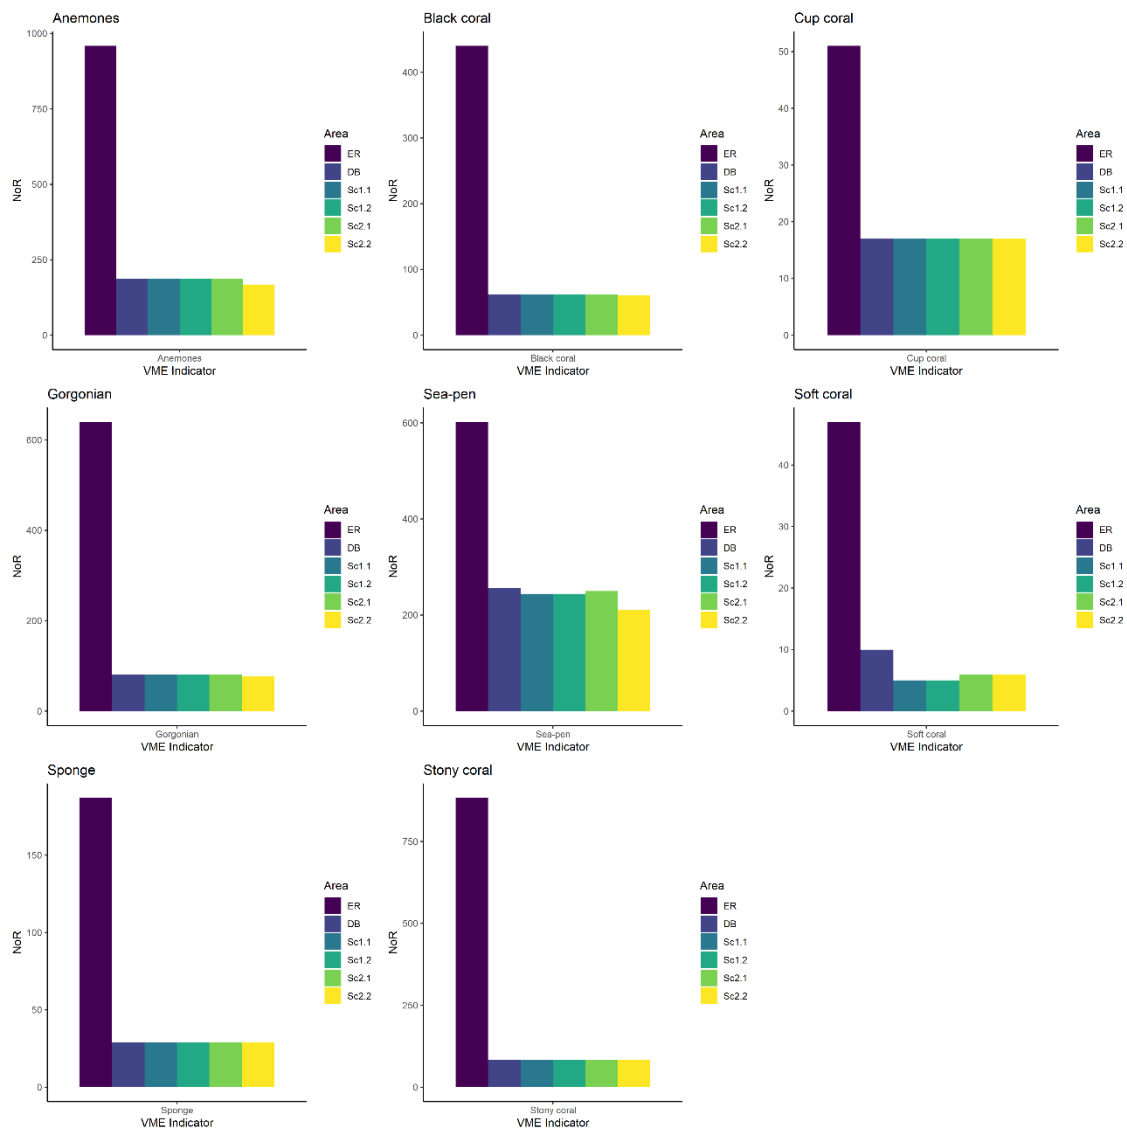 Anemones
1000
750
500
250
0
NoR
Anemones
VME Indicator
Area
ER
DB
Sc1.1
Sc1.2
Sc2.1
Sc2.2
Black coral
400
300
200
100
0
NoR
Black coral
VME Indicator
Area
ER
DB
Sc1.1
Sc1.2
Sc2.1
Sc2.2
Cup coral
50
40
30
20
10
0
NoR
Cup coral
VME Indicator
Area
ER
DB
Sc1.1
Sc1.2
Sc2.1
Sc2.2
Gorgonian
600
400
200
0
NoR
Gorgonian
VME Indicator
Area
ER
DB
Sc1.1
Sc1.2
Sc2.1
Sc2.2
Sea-pen
600
400
200
0
NoR
Sea-pen
VME Indicator
Area
ER
DB
Sc1.1
Sc1.2
Sc2.1
Sc2.2
Soft coral
40
30
20
10
0
NoR
Soft coral
VME Indicator
Area
ER
DB
Sc1.1
Sc1.2
Sc2.1
Sc2.2
Sponge
150
100
50
0
NoR
Sponge
VME Indicator
Area
ER
DB
Sc1.1
Sc1.2
Sc2.1
Sc2.2
Stony coral
750
500
250
0
NoR
Stony coral
VME Indicator
Area
ER
DB
Sc1.1
Sc1.2
Sc2.1
Sc2.2